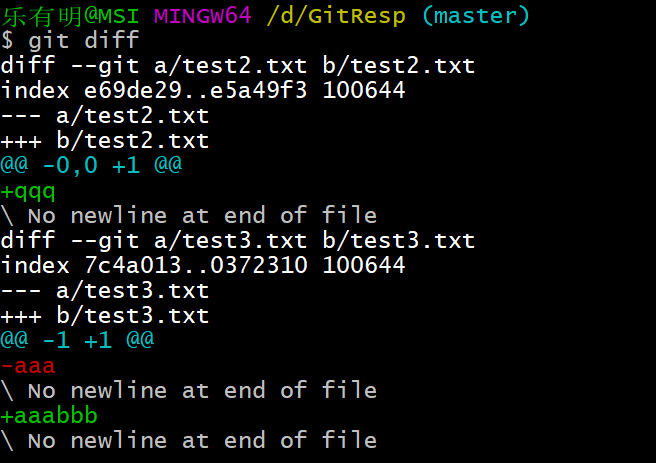 乐有明@MSI MINGW64 /d/GitResp (master)
$ git diff
diff --git a/test2.txt b/test2.txt
index e69de29..e5a49f3 100644
--- a/test2.txt
+++ b/test2.txt
@@ -0,0 +1 @@
+qqq
\ No newline at end of file
diff --git a/test3.txt b/test3.txt
index 7c4a013..0372310 100644
--- a/test3.txt
+++ b/test3.txt
@@ -1 +1 @@
-aaa
\ No newline at end of file
+aaabbb
\ No newline at end of file